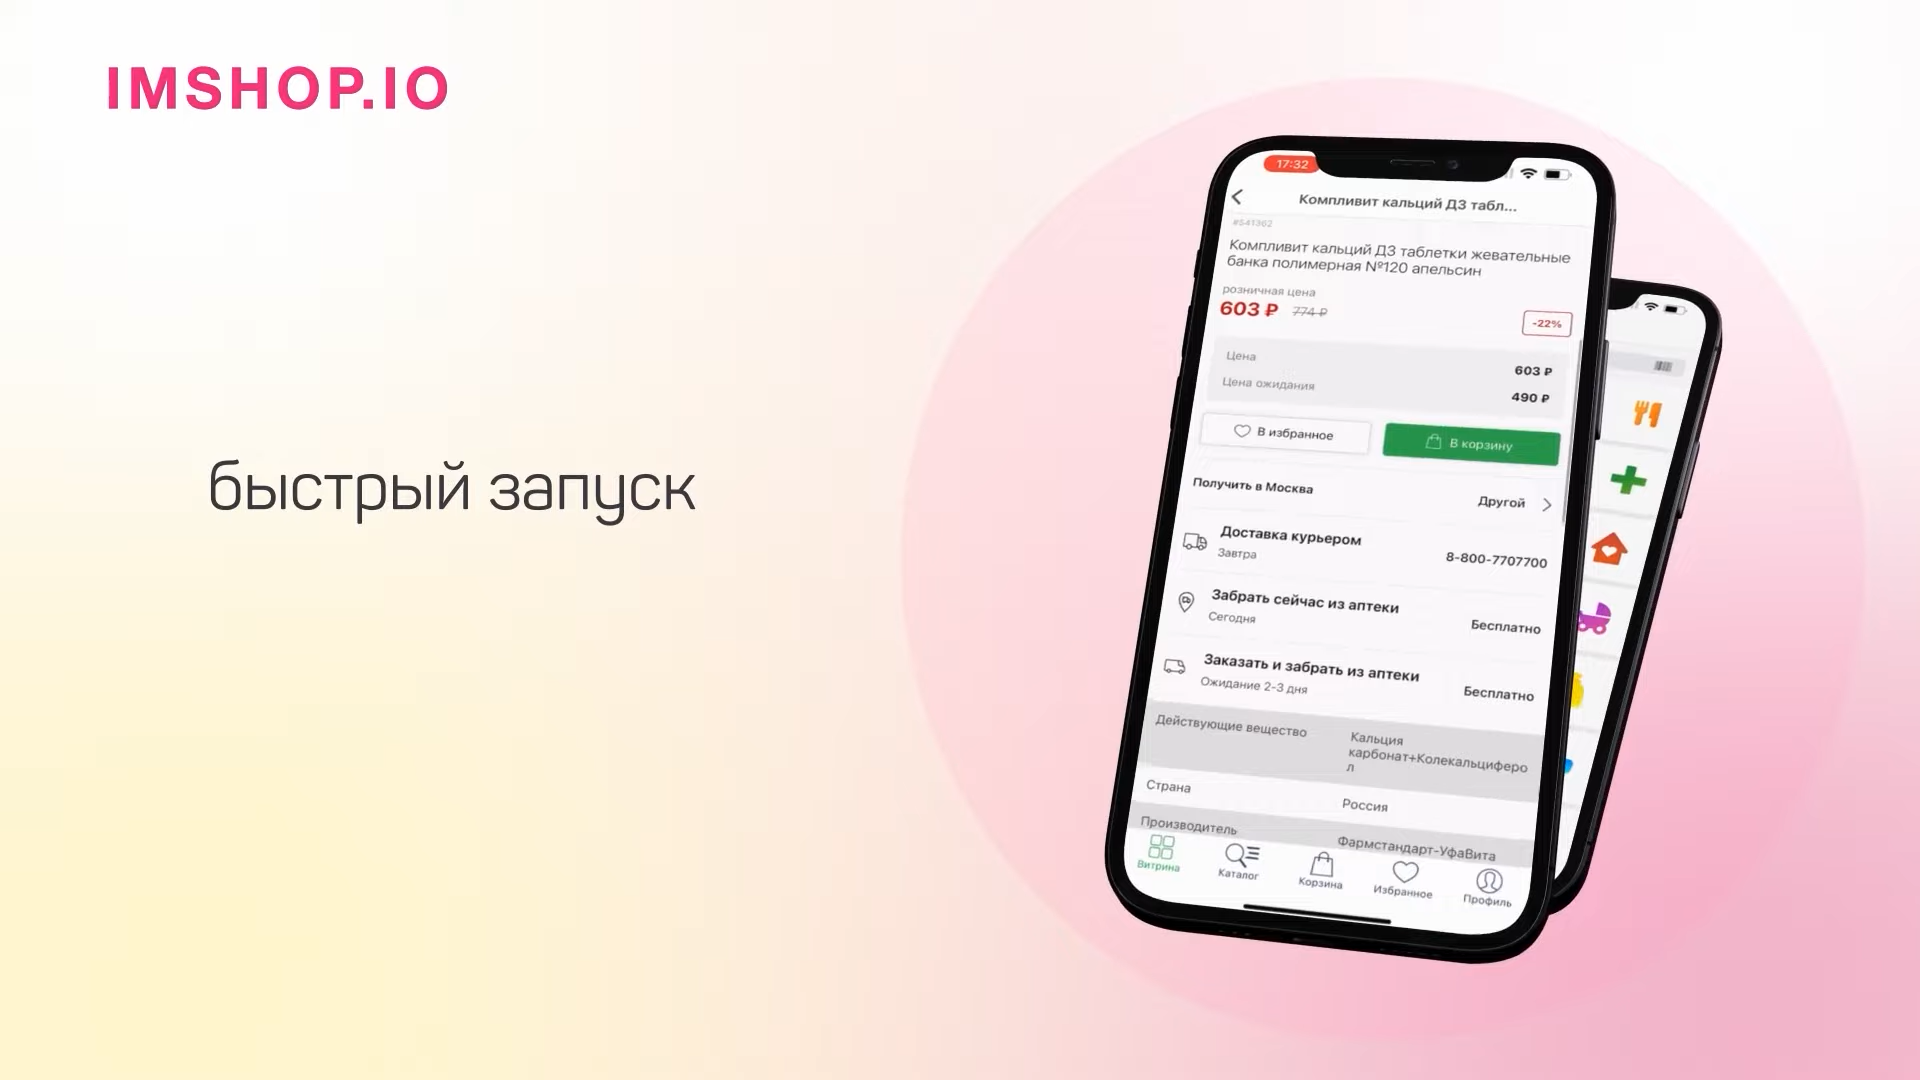 IMSHOP.IO
быстрый запуск
17:32
Компливит кальций Д3 табл...
#541362
Компливит кальций Д3 таблетки жевательные
банка полимерная №120 апельсин
розничная цена
603 ₽ 774 ₽
-22%
Цена 603 ₽
Цена ожидания 490 ₽
В избранное В корзину
Получить в Москва Другой
Доставка курьером
Завтра 8-800-7707700
Забрать сейчас из аптеки
Сегодня Бесплатно
Заказать и забрать из аптеки
Ожидание 2-3 дня Бесплатно
Действующие вещество Кальция
карбонат+Колекальциферо
л
Страна Россия
Производитель Фармстандарт-УфаВита
Витрина Каталог Корзина Избранное Профиль